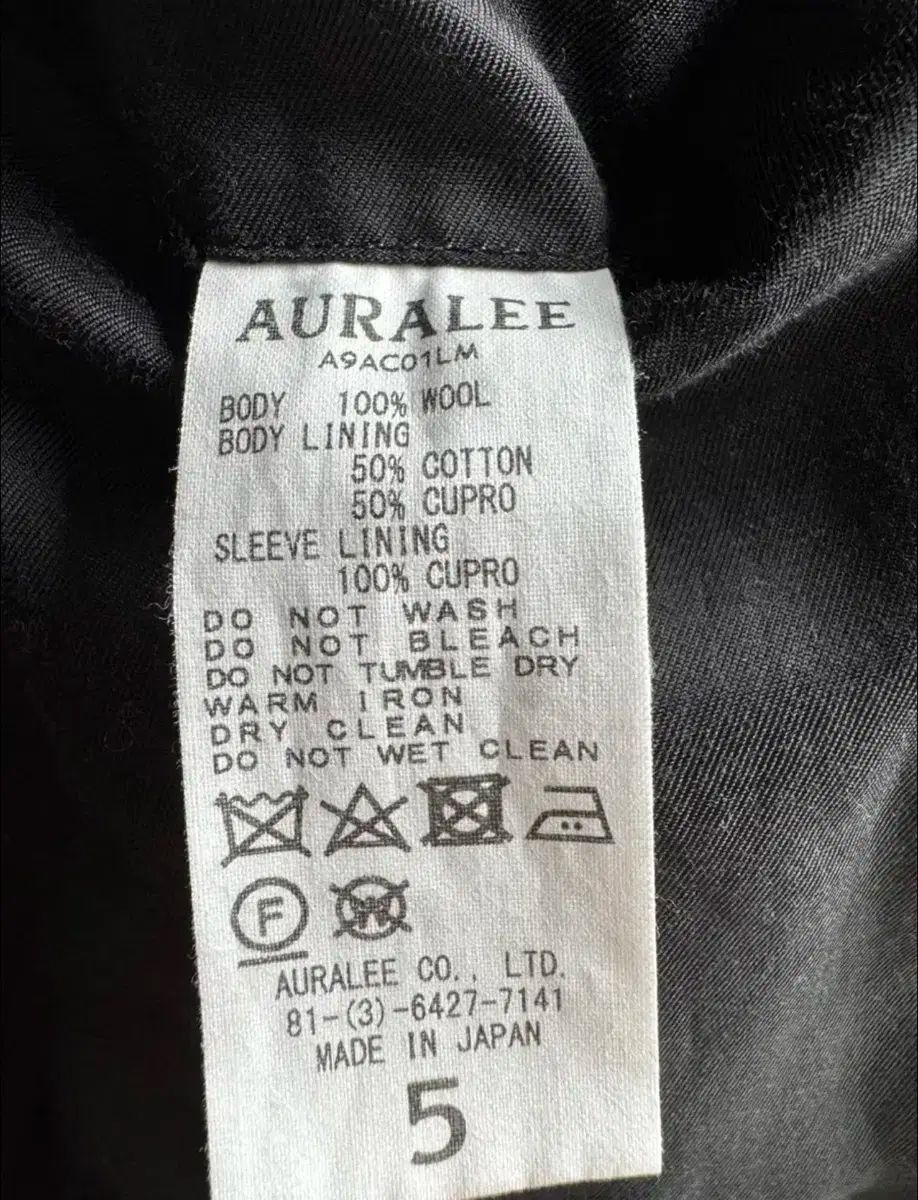 AURALEE
A9AC01LM
BODY 100% WOOL
BODY LINING
50% COTTON
50% CUPRO
SLEEVE LINING
100% CUPRO
DO NOT WASH
DO NOT BLEACH
DO NOT TUMBLE DRY
WARM IRON
DRY CLEAN
DO NOT WET CLEAN
F W
AURALEE CO., LTD.
81-(3)-6427-7141
MADE IN JAPAN
5